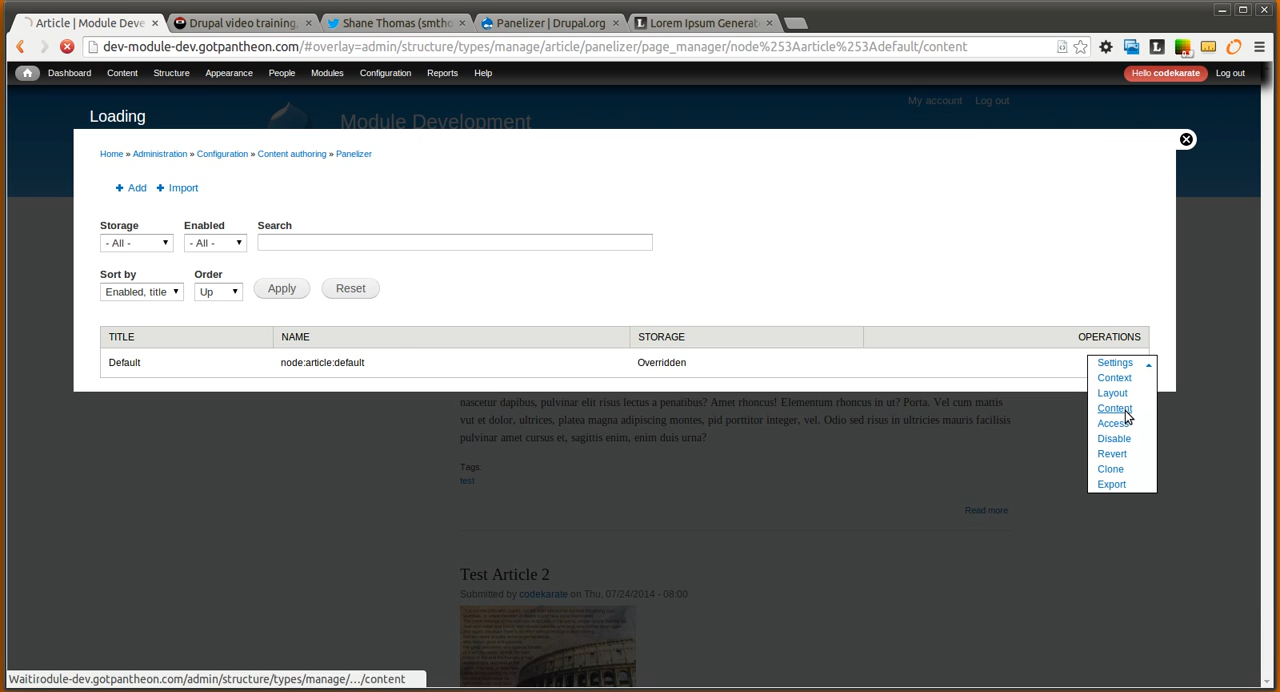 Article | Module Deve
Drupal video training,
Shane Thomas (smtho
Panelizer | Drupal.org
Lorem Ipsum Generat
dev-module-dev.gotpantheon.com/#overlay=admin/structure/types/manage/article/panelizer/page_manager/node%253Aarticle%253Adefault/content
Dashboard Content Structure Appearance People Modules Configuration Reports Help Hello codekarate Log out
My account Log out
Loading
Module Development
Home » Administration » Configuration » Content authoring » Panelizer
Add Import
Storage Enabled Search
- All - - All -
Sort by Order
Enabled, title Up Apply Reset
TITLE NAME STORAGE OPERATIONS
Default node:article:default Overridden
Settings
Context
Layout
Content
Access
Disable
Revert
Clone
Export
nascetur dapibus, pulvinar elit risus lectus a penatibus? Amet rhoncus! Elementum rhoncus in ut? Porta. Vel cum mattis
vut et dolor, ultrices, platea magna adipiscing montes, pid porttitor integer, vel. Odio sed risus in ultricies mauris facilisis
pulvinar amet cursus et, sagittis enim, enim duis urna?
Tags:
test
Read more
Test Article 2
Submitted by codekarate on Thu, 07/24/2014 - 08:00
Waitirodule-dev.gotpantheon.com/admin/structure/types/manage/…/content